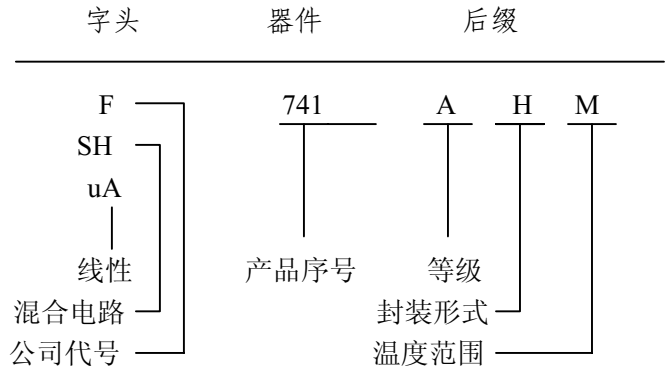 字头 器件 后缀
F 741 A H M
SH
uA
线性 产品序号 等级
混合电路 封装形式
公司代号 温度范围